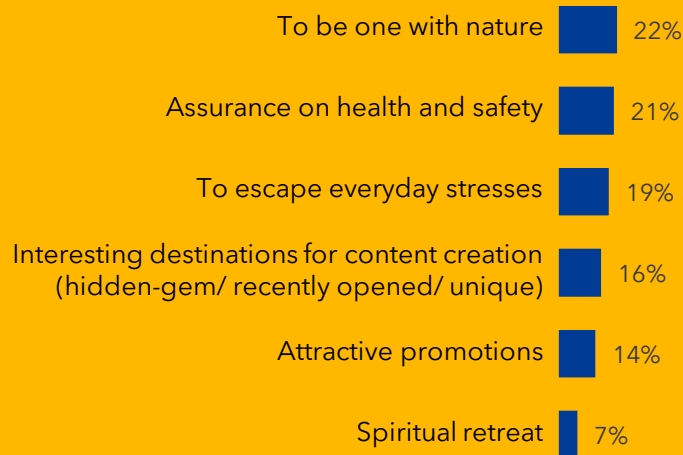 To be one with nature 22%
Assurance on health and safety 21%
To escape everyday stresses 19%
Interesting destinations for content creation
(hidden-gem/ recently opened/ unique) 16%
Attractive promotions 14%
Spiritual retreat 7%